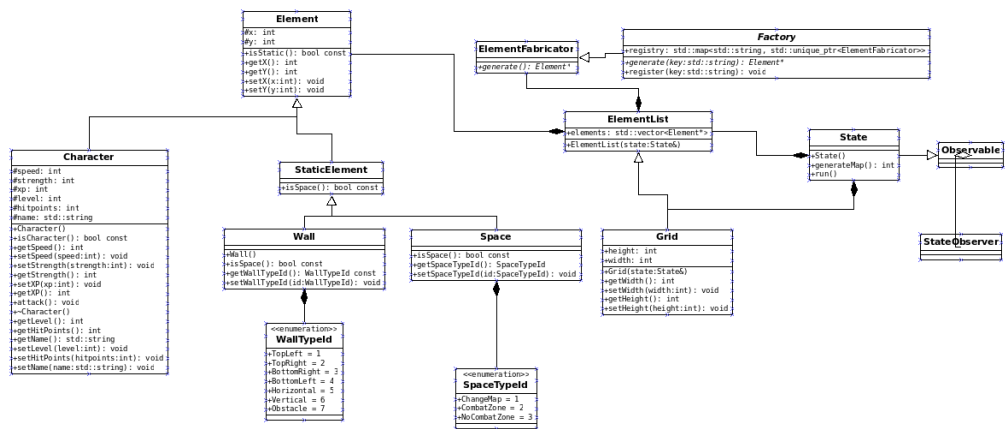 Element
#x: int
#y: int
+isStatic(): bool const
+getX(): int
+getY(): int
+setX(x:int): void
+setY(y:int): void
ElementFabricator
+generate(): Element*
Factory
+registry: std::map<std::string, std::unique_ptr<ElementFabricator>>
+generate(key:std::string): Element*
+register(key:std::string): void
ElementList
+elements: std::vector<Element*>
+ElementList(state:State&)
State
+State()
+generateMap(): int
+run()
Observable
StateObserver
Character
#speed: int
#strength: int
#xp: int
#level: int
#hitpoints: int
#name: std::string
+Character()
+isCharacter(): bool const
+getSpeed(): int
+setSpeed(speed:int): void
+setStrength(strength:int): void
+getStrength(): int
+setXP(xp:int): void
+getXP(): int
+attack(): void
+~Character()
+getLevel(): int
+getHitPoints(): int
+getName(): std::string
+setLevel(level:int): void
+setHitPoints(hitpoints:int): void
+setName(name:std::string): void
StaticElement
+isSpace(): bool const
Wall
+Wall()
+isSpace(): bool const
+getWallTypeId(): WallTypeId const
+setWallTypeId(id:WallTypeId): void
Space
+isSpace(): bool const
+getSpaceTypeId(): SpaceTypeId
+setSpaceTypeId(id:SpaceTypeId): void
Grid
+height: int
+width: int
+Grid(state:State&)
+getWidth(): int
+setWidth(width:int): void
+getHeight(): int
+setHeight(height:int): void
<<enumeration>>
WallTypeId
+TopLeft = 1
+TopRight = 2
+BottomRight = 3
+BottomLeft = 4
+Horizontal = 5
+Vertical = 6
+Obstacle = 7
<<enumeration>>
SpaceTypeId
+ChangeMap = 1
+CombatZone = 2
+NoCombatZone = 3